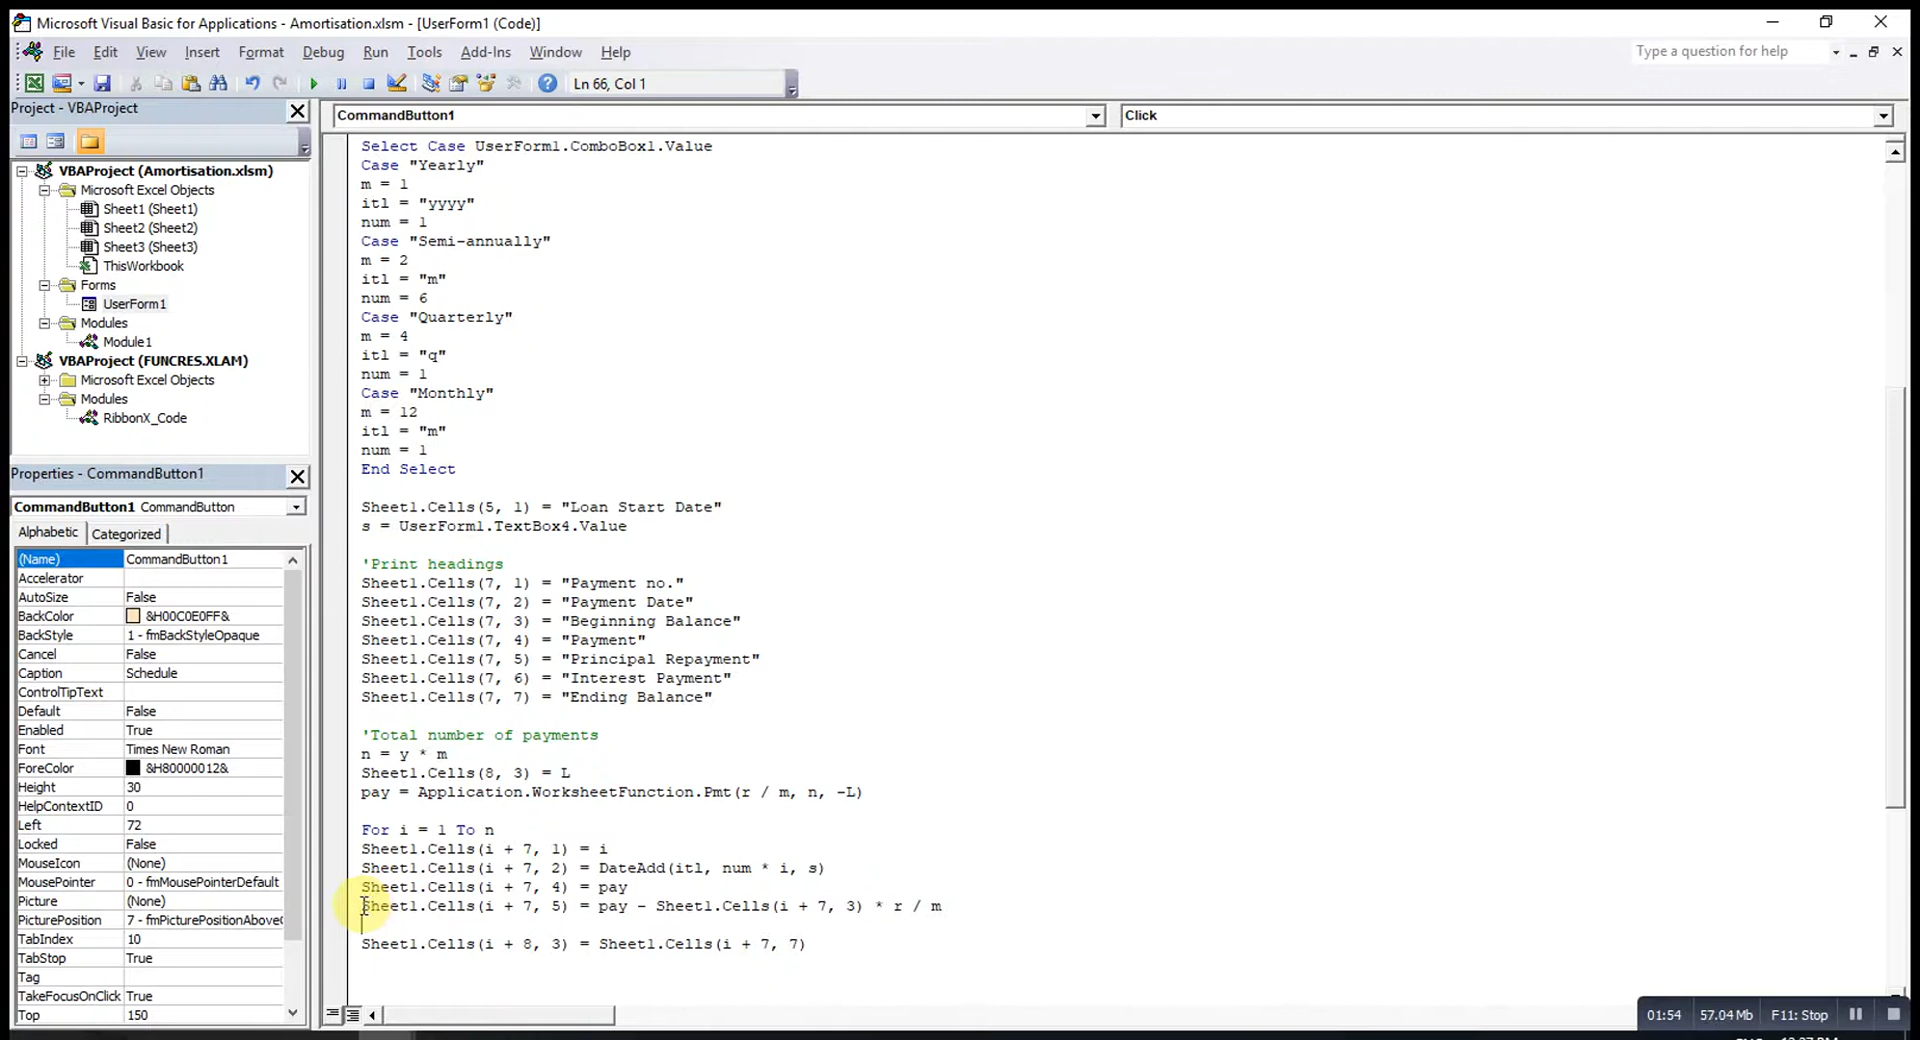 Microsoft Visual Basic for Applications - Amortisation.xlsm - [UserForm1 (Code)]
File Edit View Insert Format Debug Run Tools Add-Ins Window Help
Type a question for help
Ln 66, Col 1
Project - VBAProject
VBAProject (Amortisation.xlsm)
Microsoft Excel Objects
Sheet1 (Sheet1)
Sheet2 (Sheet2)
Sheet3 (Sheet3)
ThisWorkbook
Forms
UserForm1
Modules
Module1
VBAProject (FUNCRES.XLAM)
Microsoft Excel Objects
Modules
RibbonX_Code
Properties - CommandButton1
CommandButton1 CommandButton
Alphabetic Categorized
(Name) CommandButton1
Accelerator
AutoSize False
BackColor &H00C0E0FF&
BackStyle 1 - fmBackStyleOpaque
Cancel False
Caption Schedule
ControlTipText
Default False
Enabled True
Font Times New Roman
ForeColor &H80000012&
Height 30
HelpContextID 0
Left 72
Locked False
MouseIcon (None)
MousePointer 0 - fmMousePointerDefault
Picture (None)
PicturePosition 7 - fmPicturePositionAboveC
TabIndex 10
TabStop True
Tag
TakeFocusOnClick True
Top 150
CommandButton1 Click
Select Case UserForm1.ComboBox1.Value
Case "Yearly"
m = 1
itl = "yyyy"
num = 1
Case "Semi-annually"
m = 2
itl = "m"
num = 6
Case "Quarterly"
m = 4
itl = "q"
num = 1
Case "Monthly"
m = 12
itl = "m"
num = 1
End Select
Sheet1.Cells(5, 1) = "Loan Start Date"
s = UserForm1.TextBox4.Value
'Print headings
Sheet1.Cells(7, 1) = "Payment no."
Sheet1.Cells(7, 2) = "Payment Date"
Sheet1.Cells(7, 3) = "Beginning Balance"
Sheet1.Cells(7, 4) = "Payment"
Sheet1.Cells(7, 5) = "Principal Repayment"
Sheet1.Cells(7, 6) = "Interest Payment"
Sheet1.Cells(7, 7) = "Ending Balance"
'Total number of payments
n = y * m
Sheet1.Cells(8, 3) = L
pay = Application.WorksheetFunction.Pmt(r / m, n, -L)
For i = 1 To n
Sheet1.Cells(i + 7, 1) = i
Sheet1.Cells(i + 7, 2) = DateAdd(itl, num * i, s)
Sheet1.Cells(i + 7, 4) = pay
Sheet1.Cells(i + 7, 5) = pay - Sheet1.Cells(i + 7, 3) * r / m
Sheet1.Cells(i + 8, 3) = Sheet1.Cells(i + 7, 7)
01:54 57.04 Mb F11: Stop